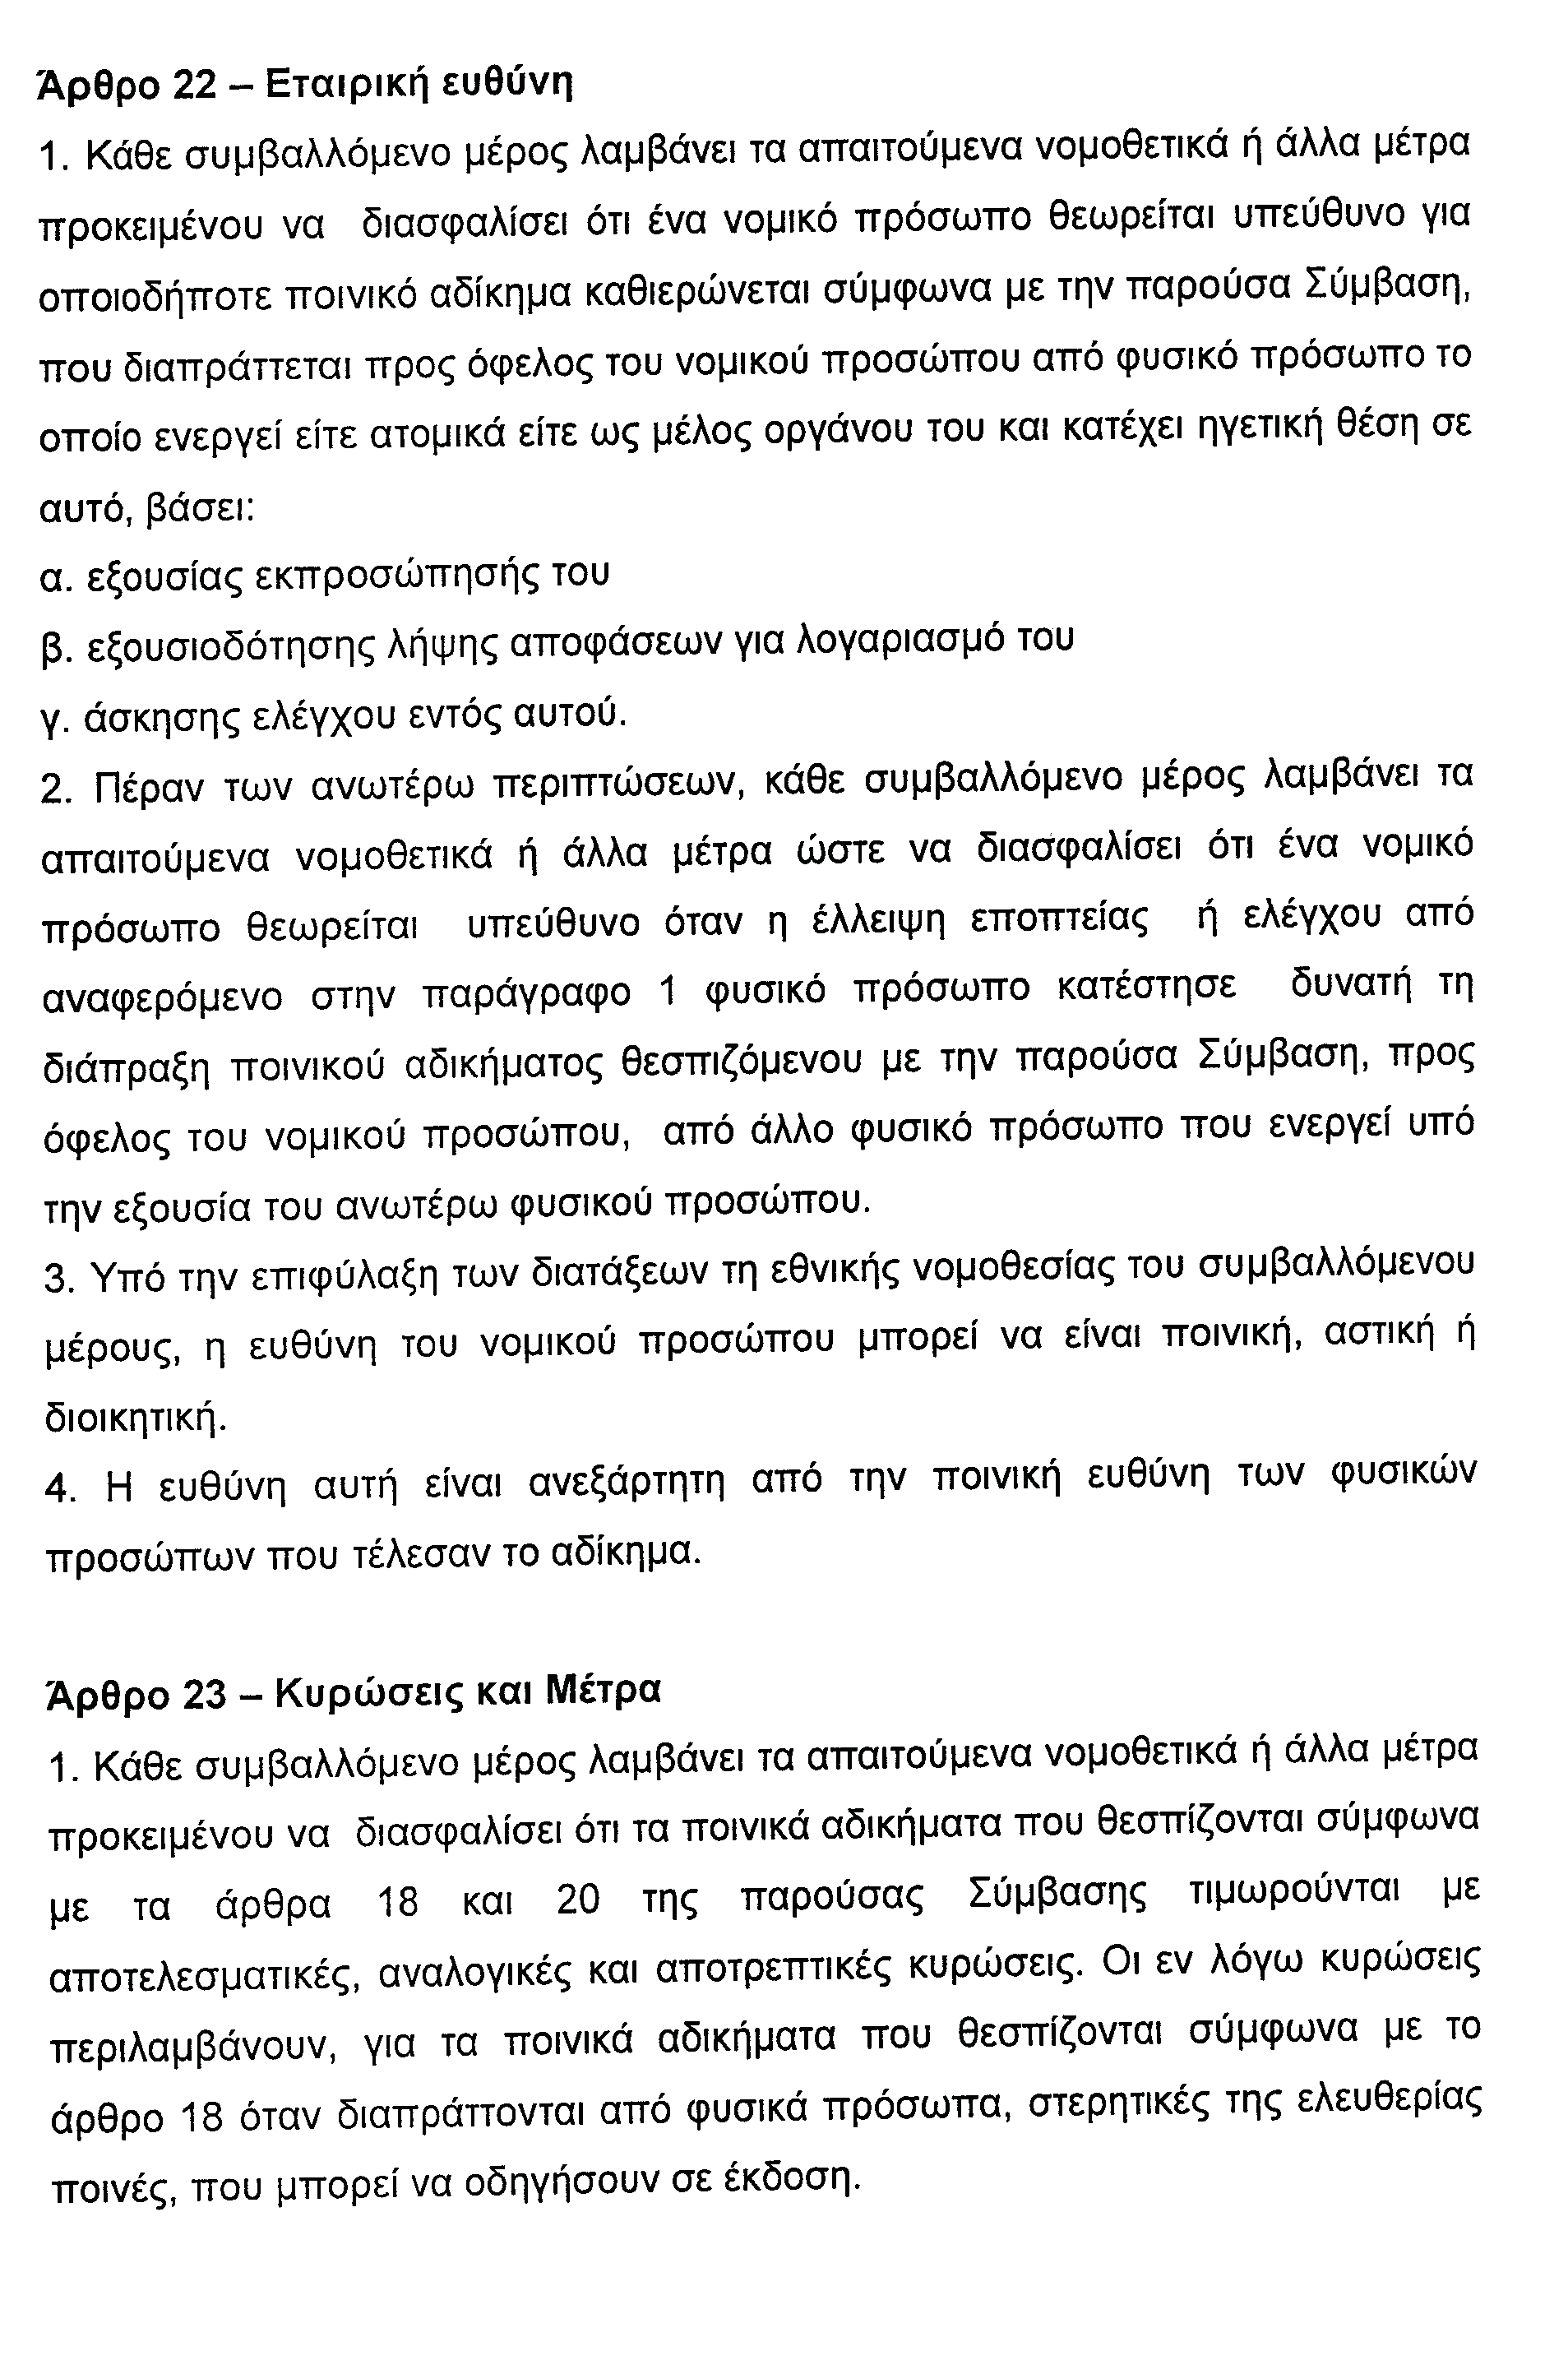 Άρθρο 22 – Εταιρική ευθύνη
1. Κάθε συμβαλλόμενο μέρος λαμβάνει τα απαιτούμενα νομοθετικά ή άλλα μέτρα
προκειμένου να διασφαλίσει ότι ένα νομικό πρόσωπο θεωρείται υπεύθυνο για
οποιοδήποτε ποινικό αδίκημα καθιερώνεται σύμφωνα με την παρούσα Σύμβαση,
που διαπράττεται προς όφελος του νομικού προσώπου από φυσικό πρόσωπο το
οποίο ενεργεί είτε ατομικά είτε ως μέλος οργάνου του και κατέχει ηγετική θέση σε
αυτό, βάσει:
α. εξουσίας εκπροσώπησής του
β. εξουσιοδότησης λήψης αποφάσεων για λογαριασμό του
γ. άσκησης ελέγχου εντός αυτού.
2. Πέραν των ανωτέρω περιπτώσεων, κάθε συμβαλλόμενο μέρος λαμβάνει τα
απαιτούμενα νομοθετικά ή άλλα μέτρα ώστε να διασφαλίσει ότι ένα νομικό
πρόσωπο θεωρείται υπεύθυνο όταν η έλλειψη εποπτείας ή ελέγχου από
αναφερόμενο στην παράγραφο 1 φυσικό πρόσωπο κατέστησε δυνατή τη
διάπραξη ποινικού αδικήματος θεσπιζόμενου με την παρούσα Σύμβαση, προς
όφελος του νομικού προσώπου, από άλλο φυσικό πρόσωπο που ενεργεί υπό
την εξουσία του ανωτέρω φυσικού προσώπου.
3. Υπό την επιφύλαξη των διατάξεων τη εθνικής νομοθεσίας του συμβαλλόμενου
μέρους, η ευθύνη του νομικού προσώπου μπορεί να είναι ποινική, αστική ή
διοικητική.
4. Η ευθύνη αυτή είναι ανεξάρτητη από την ποινική ευθύνη των φυσικών
προσώπων που τέλεσαν το αδίκημα.
Άρθρο 23 – Κυρώσεις και Μέτρα
1. Κάθε συμβαλλόμενο μέρος λαμβάνει τα απαιτούμενα νομοθετικά ή άλλα μέτρα
προκειμένου να διασφαλίσει ότι τα ποινικά αδικήματα που θεσπίζονται σύμφωνα
με τα άρθρα 18 και 20 της παρούσας Σύμβασης τιμωρούνται με
αποτελεσματικές, αναλογικές και αποτρεπτικές κυρώσεις. Οι εν λόγω κυρώσεις
περιλαμβάνουν, για τα ποινικά αδικήματα που θεσπίζονται σύμφωνα με το
άρθρο 18 όταν διαπράττονται από φυσικά πρόσωπα, στερητικές της ελευθερίας
ποινές, που μπορεί να οδηγήσουν σε έκδοση.